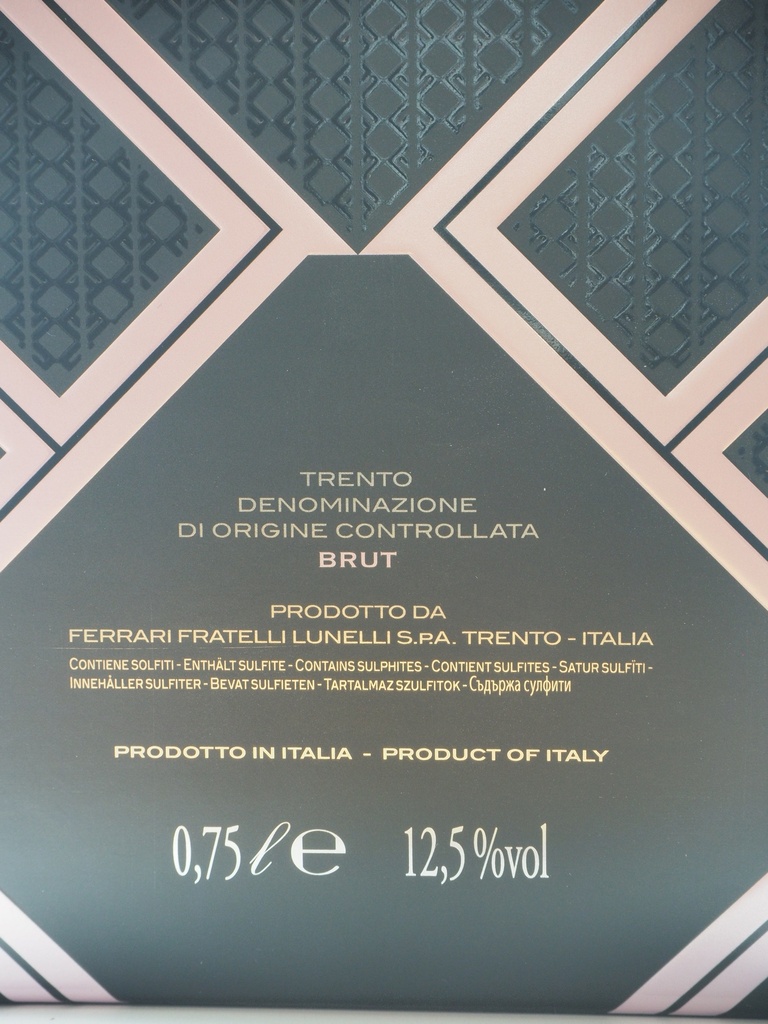 TRENTO
DENOMINAZIONE
DI ORIGINE CONTROLLATA
BRUT
PRODOTTO DA
FERRARI FRATELLI LUNELLI S.P.A. TRENTO - ITALIA
CONTIENE SOLFITI - ENTHÄLT SULFITE - CONTAINS SULPHITES - CONTIENT SULFITES - SATUR SULFĪTI -
INNEHÅLLER SULFITER - BEVAT SULFIETEN - TARTALMAZ SZULFITOK - Съдържа сулфити
PRODOTTO IN ITALIA - PRODUCT OF ITALY
0,75 ℓ ℮ 12,5 %vol